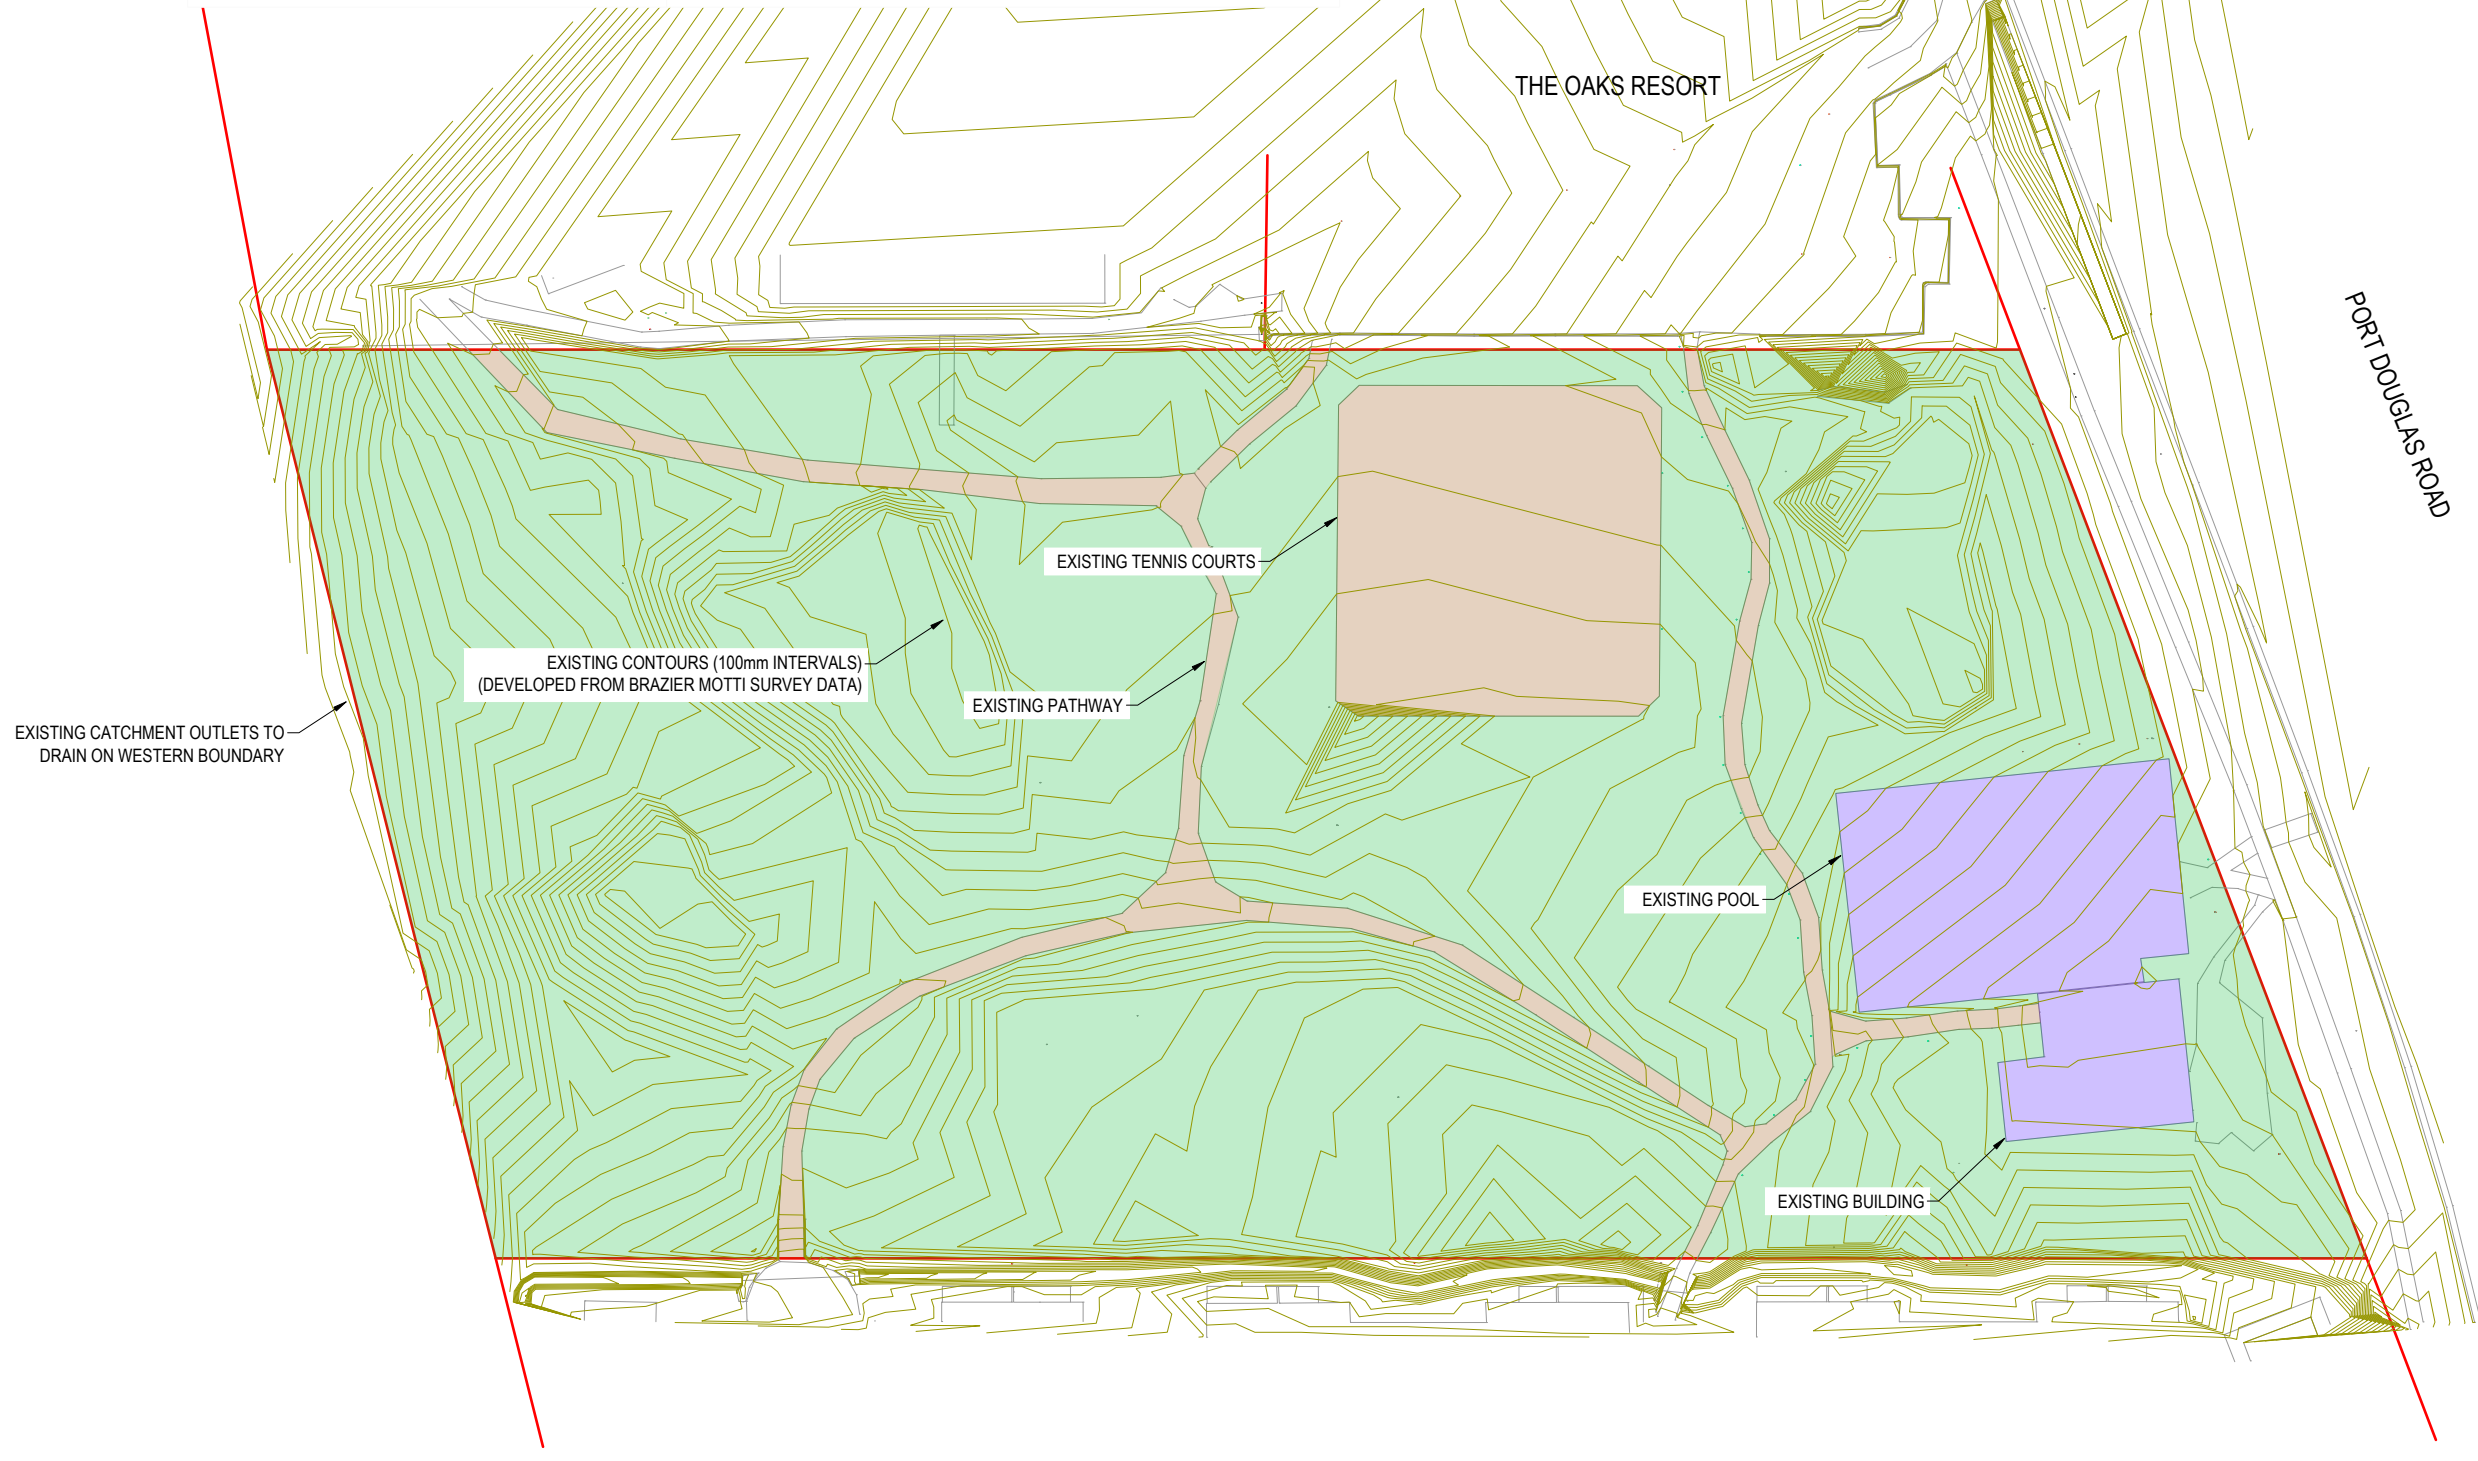 THE OAKS RESORT
PORT DOUGLAS ROAD
EXISTING TENNIS COURTS
EXISTING CONTOURS (100mm INTERVALS)
(DEVELOPED FROM BRAZIER MOTTI SURVEY DATA)
EXISTING PATHWAY
EXISTING CATCHMENT OUTLETS TO
DRAIN ON WESTERN BOUNDARY
EXISTING POOL
EXISTING BUILDING